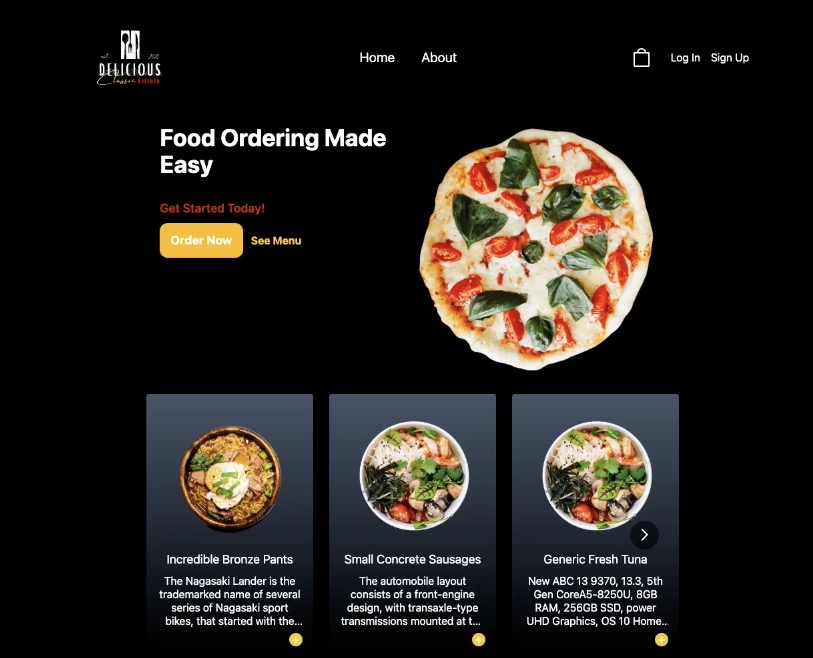 est. 2021
DELICIOUS
Classic KITCHEN
Home
About
Log In
Sign Up
Food Ordering Made
Easy
Get Started Today!
Order Now
See Menu
Incredible Bronze Pants
The Nagasaki Lander is the
trademarked name of several
series of Nagasaki sport
bikes, that started with the...
Small Concrete Sausages
The automobile layout
consists of a front-engine
design, with transaxle-type
transmissions mounted at t...
Generic Fresh Tuna
New ABC 13 9370, 13.3, 5th
Gen CoreA5-8250U, 8GB
RAM, 256GB SSD, power
UHD Graphics, OS 10 Home...